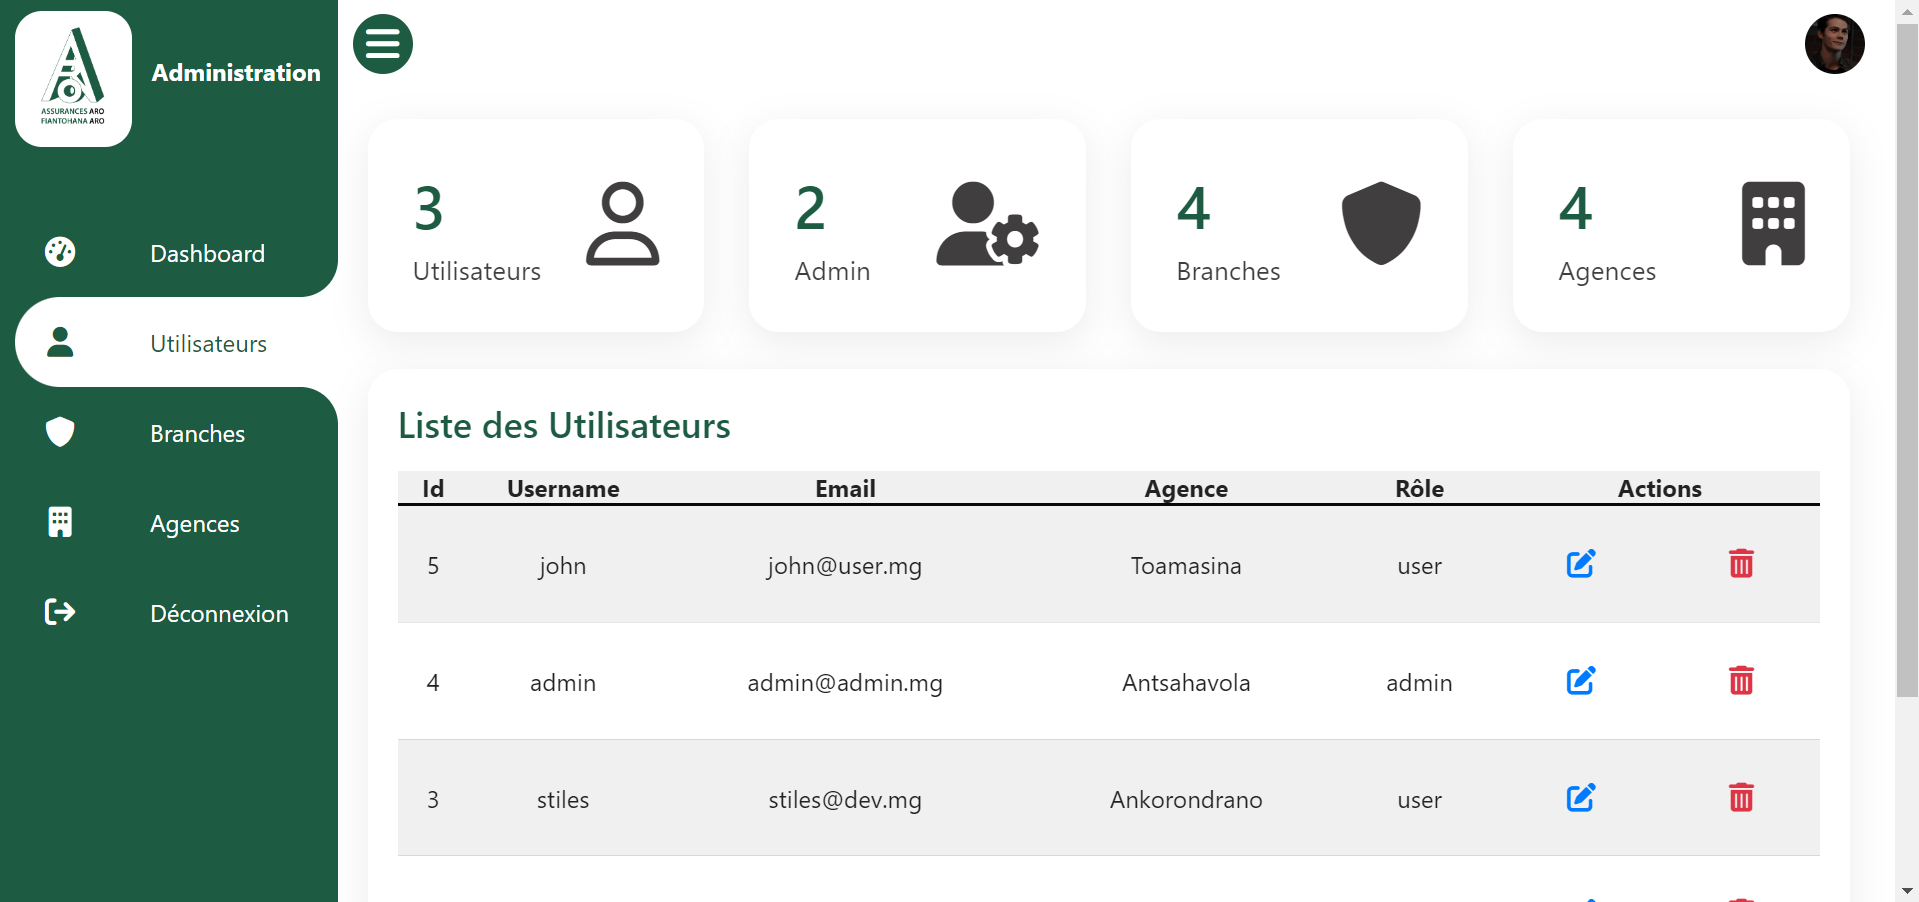 ASSURANCES ARO
FIANTOHANA ARO
Administration
Dashboard
Utilisateurs
Branches
Agences
Déconnexion
3
Utilisateurs
2
Admin
4
Branches
4
Agences
Liste des Utilisateurs
Id Username Email Agence Rôle Actions
5 john john@user.mg Toamasina user
4 admin admin@admin.mg Antsahavola admin
3 stiles stiles@dev.mg Ankorondrano user